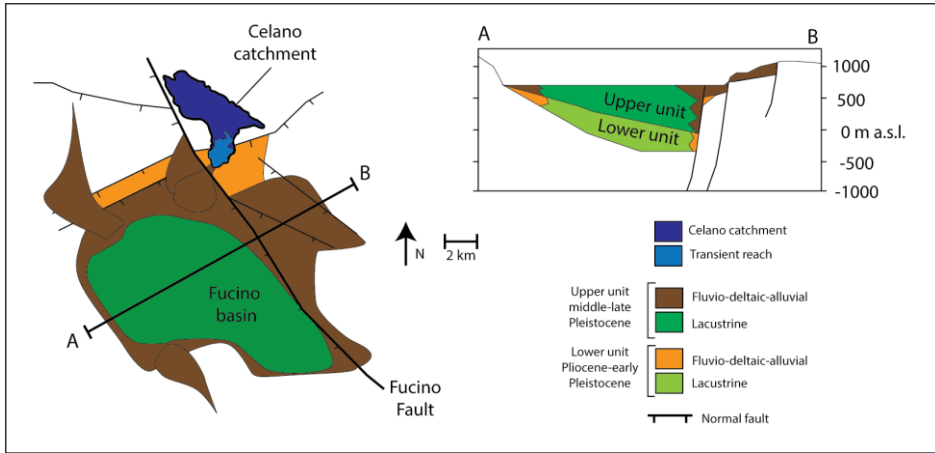 Celano
catchment
B
N
2 km
Fucino
basin
A
Fucino
Fault
A
B
Upper unit
Lower unit
1000
500
0 m a.s.l.
-500
-1000
Celano catchment
Transient reach
Upper unit
middle-late
Pleistocene
Fluvio-deltaic-alluvial
Lacustrine
Lower unit
Pliocene-early
Pleistocene
Fluvio-deltaic-alluvial
Lacustrine
Normal fault